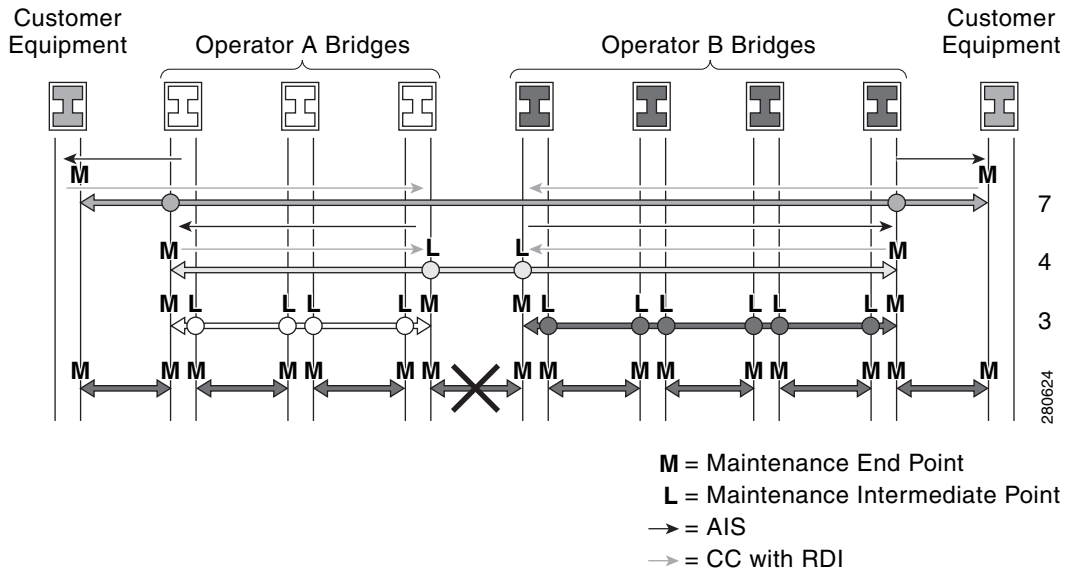 Customer
Equipment
Operator A Bridges
Operator B Bridges
Customer
Equipment
M M
7
M L L M
4
M L L L L L M M L L L L L M
3
M M M M M M M M M M M M M M M M M M
280624
M = Maintenance End Point
L = Maintenance Intermediate Point
= AIS
= CC with RDI